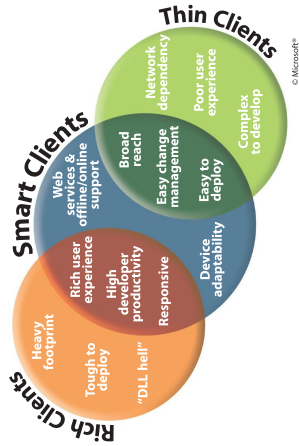 Rich Clients
Smart Clients
Thin Clients
Heavy
footprint
Tough to
deploy
"DLL hell"
Rich user
experience
High
developer
productivity
Responsive
Web
services &
offline/online
support
Device
adaptability
Broad
reach
Easy change
management
Easy to
deploy
Network
dependency
Poor user
experience
Complex
to develop
© Microsoft®